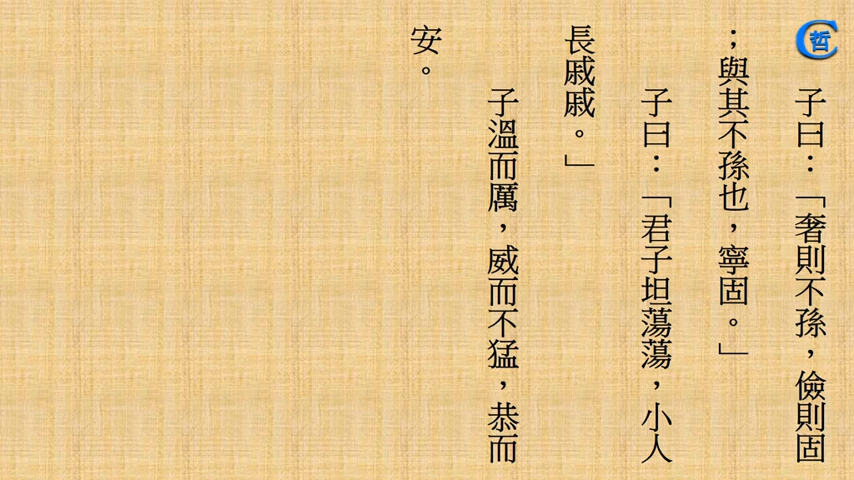 哲
子曰：「奢則不孫，儉則固
；與其不孫也，寧固。」
子曰：「君子坦蕩蕩，小人
長戚戚。」
子溫而厲，威而不猛，恭而
安。